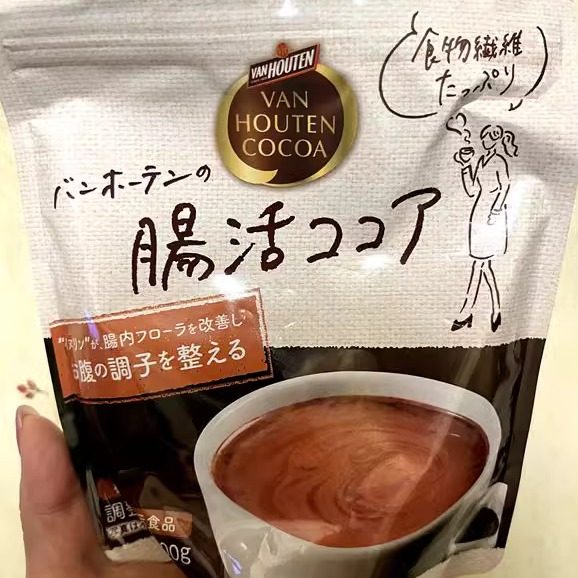 食物繊維
たっぷり
VAN HOUTEN
VAN
HOUTEN
COCOA
バンホーテンの
腸活ココア
が、腸内フローラを改善し
お腹の調子を整える
調
食品
00g